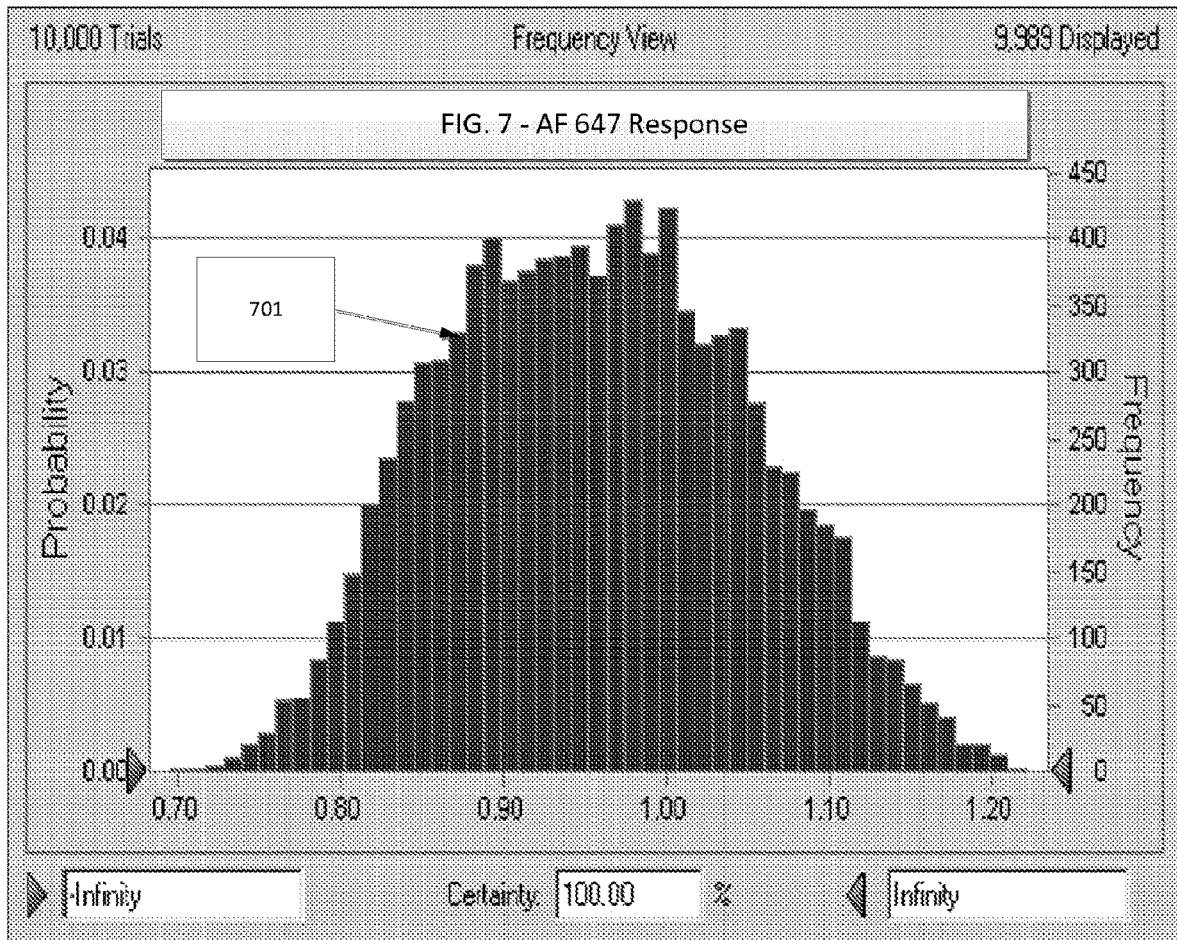 10,000 Trials Frequency View 9,989 Displayed
FIG. 7 - AF 647 Response
450
0.04 400
701
350
0.03 300
Probability
Frequency
250
0.02 200
150
0.01 100
50
0.00 0
0.70 0.80 0.90 1.00 1.10 1.20
-Infinity Certainty: 100.00 % Infinity